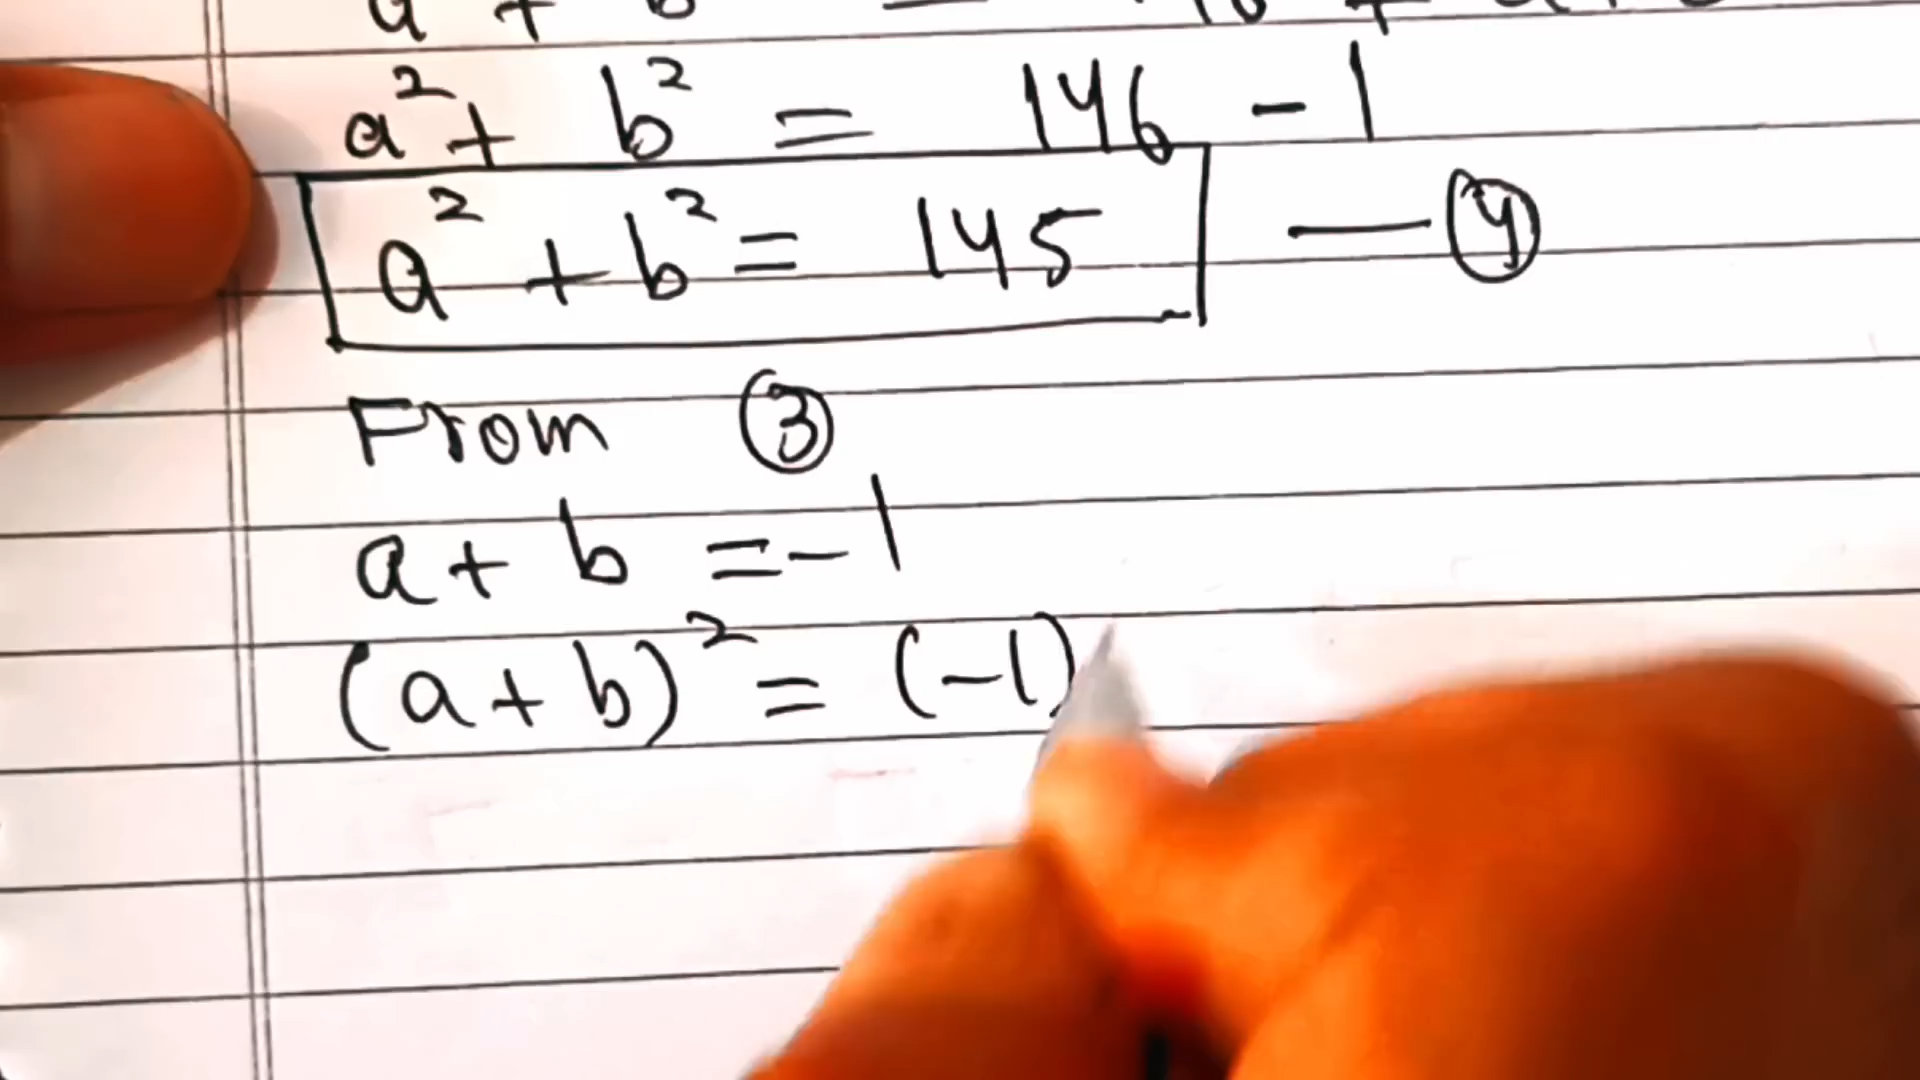 a² + b² = 146 - 1
a² + b² = 145 — ④
From ③
a + b = -1
(a + b)² = (-1)